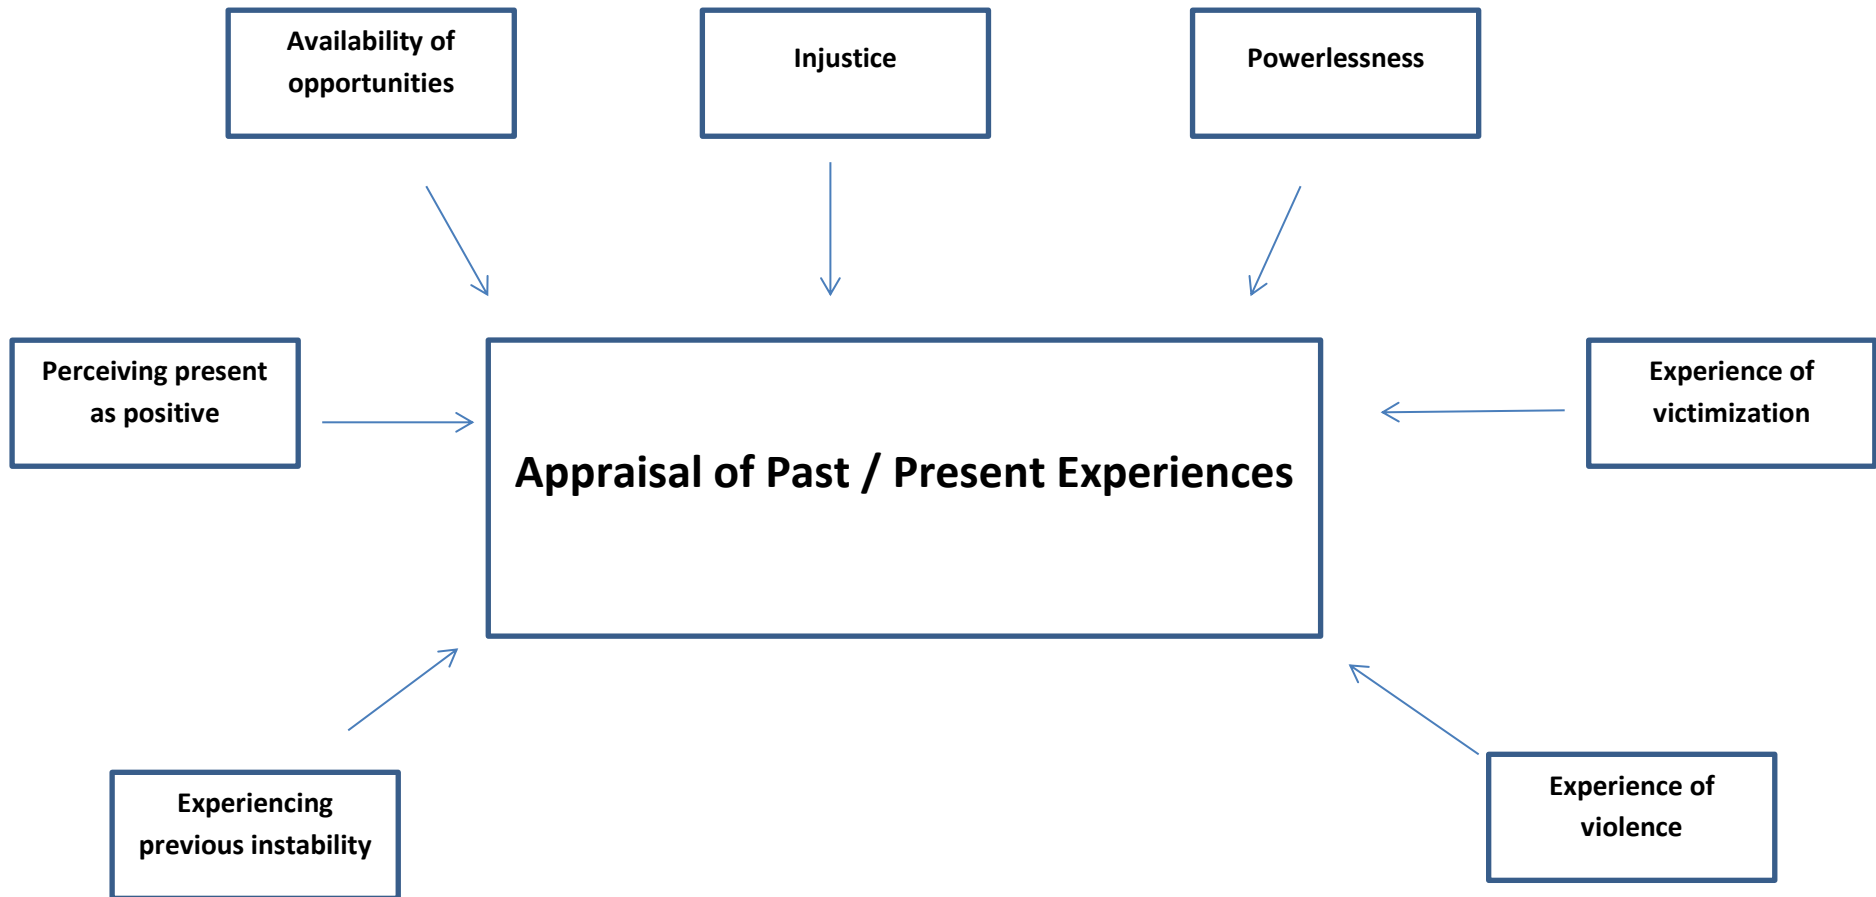 Availability of
opportunities
Injustice
Powerlessness
Perceiving present
as positive
Appraisal of Past / Present Experiences
Experience of
victimization
Experiencing
previous instability
Experience of
violence